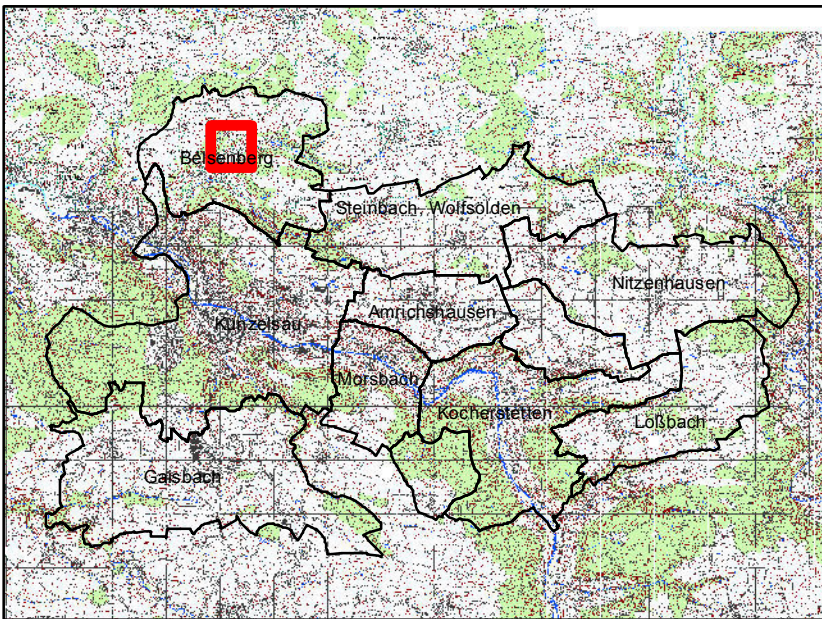 Belsenberg
Steinbach Wolfsölden
Nitzenhausen
Amrichshausen
Künzelsau
Morsbach
Kocherstetten
Loßbach
Gaisbach